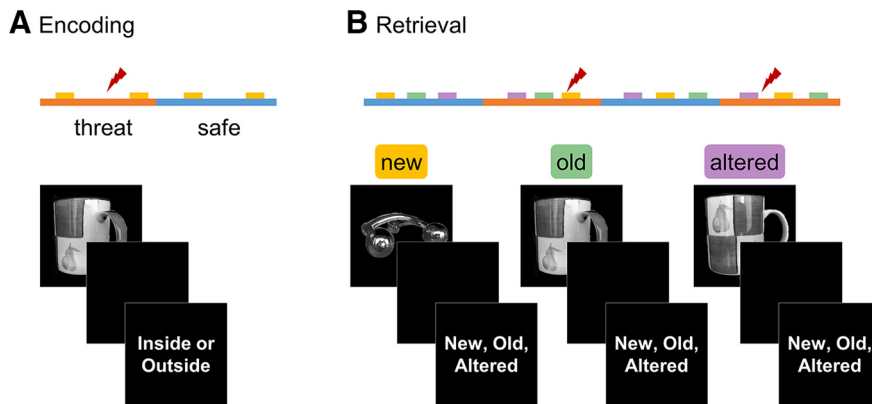 A Encoding
threat
safe
Inside or
Outside
B Retrieval
new
old
altered
New, Old,
Altered
New, Old,
Altered
New, Old,
Altered